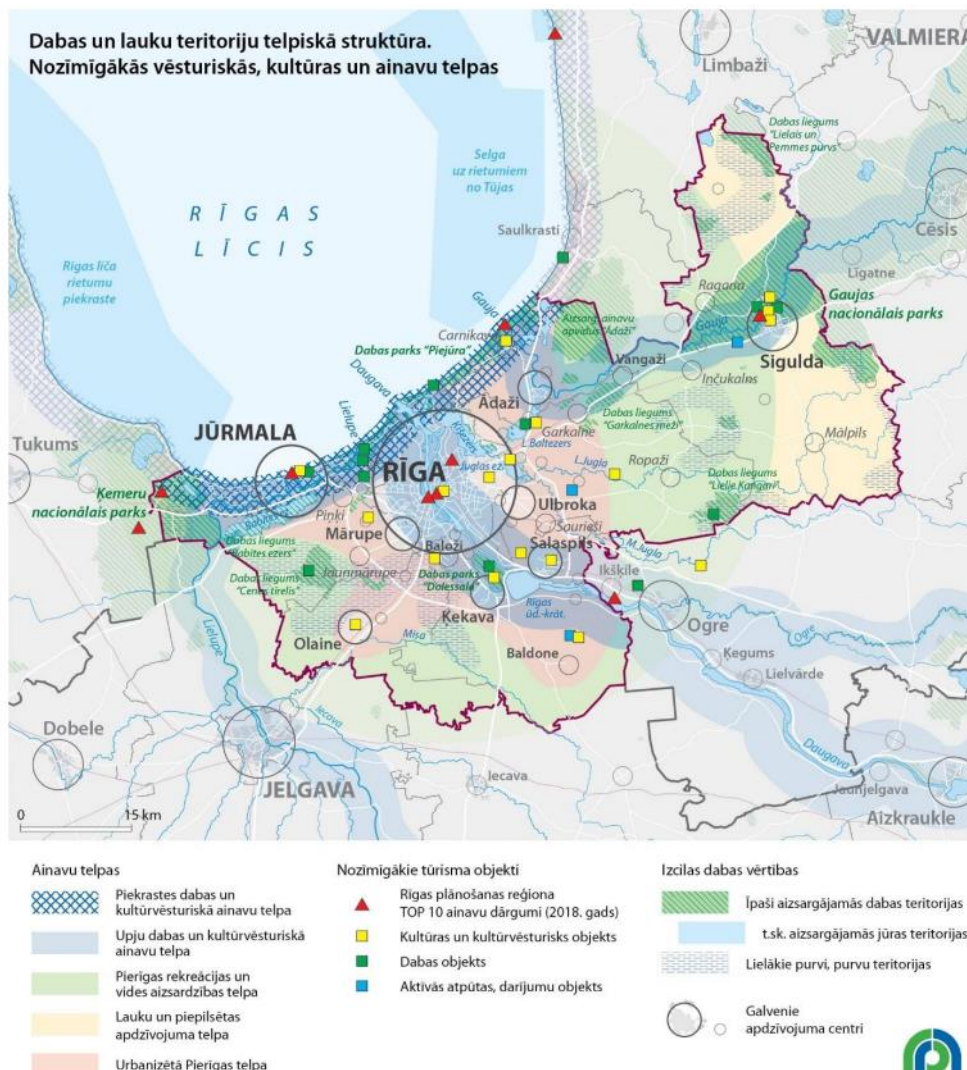 Dabas un lauku teritoriju telpiskā struktūra.
Nozīmīgākās vēsturiskās, kultūras un ainavu telpas
VALMIERA
Limbaži
Dabas liegums
"Lielais un
Pemmes purvs"
Selga
uz rietumiem
no Tūjas
RĪGAS
LĪCIS
Saulkrasti
Cēsis
Rīgas līča
rietumu
piekraste
Līgatne
Ragana
Gaujas
nacionālais parks
Gauja
Gauja
Aizsarg.ainavu
apvidus "Ādaži"
Carnikava
Dabas parks "Piejūra"
Vangaži
Sigulda
Inčukalns
Daugava
Ādaži
Lielupe
Garkalne
Dabas liegums
"Garkalnes meži"
L.Baltezers
Mālpils
Tukums
JŪRMALA
Ķīšezers
RĪGA
Juglas ez.
L.Jugla
Ropaži
Dabas liegums
"Lielie Kangari"
Ķemeru
nacionālais parks
Babītes ez.
Piņķi
Ulbroka
Mārupe
Saurieši
Dabas liegums
"Babītes ezers"
Baloži
Salaspils
M.Jugla
Jaunmārupe
Dabas parks
"Doles sala"
Ikšķile
Dabas liegums
"Cenas tīrelis"
Ķekava
Rīgas
ūd.-krāt.
Ogre
Ogre
Lielupe
Olaine
Misa
Baldone
Ķegums
Lielvārde
Dobele
Iecava
Daugava
JELGAVA
Iecava
Jaunjelgava
Aizkraukle
0 15 km
Ainavu telpas
Piekrastes dabas un
kultūrvēsturiskā ainavu telpa
Upju dabas un kultūrvēsturiskā
ainavu telpa
Pierīgas rekreācijas un
vides aizsardzības telpa
Lauku un piepilsētas
apdzīvojuma telpa
Urbanizētā Pierīgas telpa
Nozīmīgākie tūrisma objekti
Rīgas plānošanas reģiona
TOP 10 ainavu dārgumi (2018. gads)
Kultūras un kultūrvēsturisks objekts
Dabas objekts
Aktīvās atpūtas, darījumu objekts
Izcilas dabas vērtības
Īpaši aizsargājamās dabas teritorijas
t.sk. aizsargājamās jūras teritorijas
Lielākie purvi, purvu teritorijas
Galvenie
apdzīvojuma centri